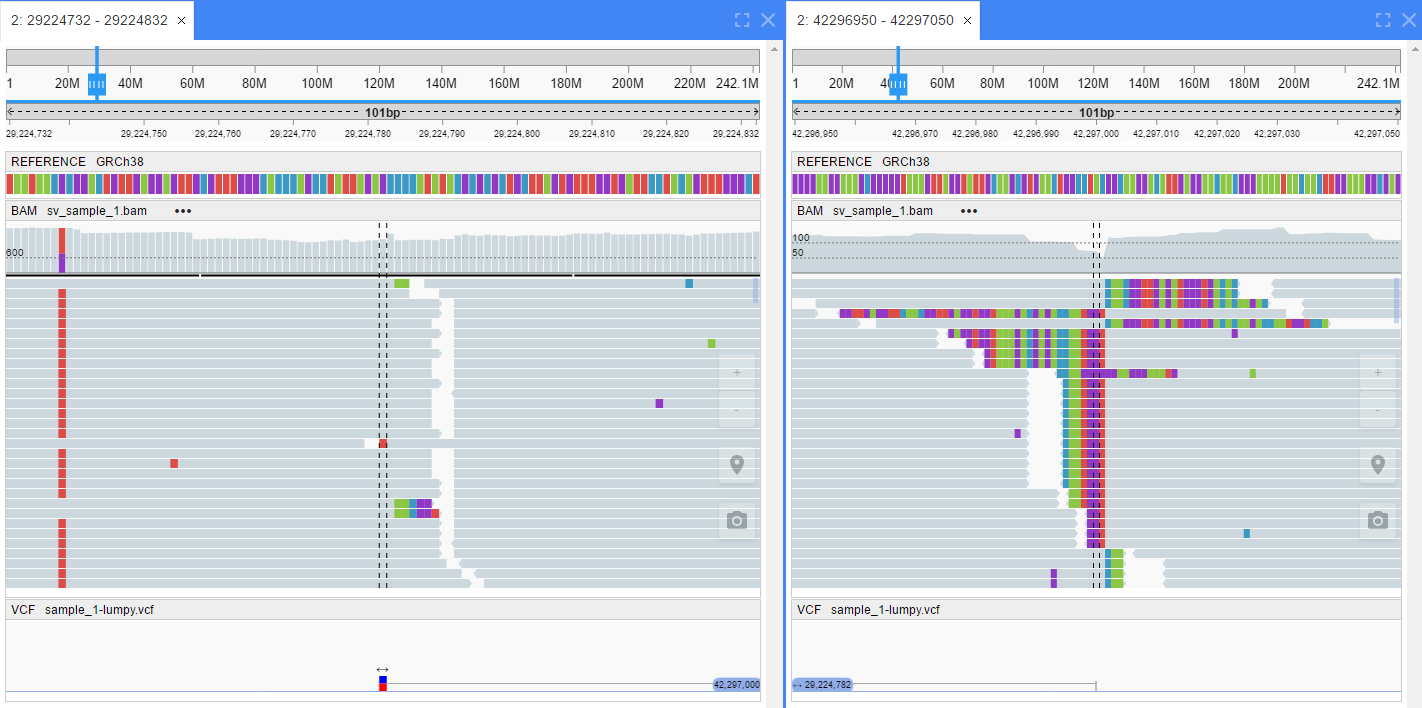 2: 29224732 - 29224832 ×
1 20M 40M 60M 80M 100M 120M 140M 160M 180M 200M 220M 242.1M
101bp
29,224,732 29,224,750 29,224,760 29,224,770 29,224,780 29,224,790 29,224,800 29,224,810 29,224,820 29,224,832
REFERENCE GRCh38
BAM sv_sample_1.bam •••
600
+
-
VCF sample_1-lumpy.vcf
42,297,000
2: 42296950 - 42297050 ×
1 20M 40M 60M 80M 100M 120M 140M 160M 180M 200M 242.1M
101bp
42,296,950 42,296,970 42,296,980 42,296,990 42,297,000 42,297,010 42,297,020 42,297,030 42,297,050
REFERENCE GRCh38
BAM sv_sample_1.bam •••
100
50
+
-
VCF sample_1-lumpy.vcf
↔ 29,224,782